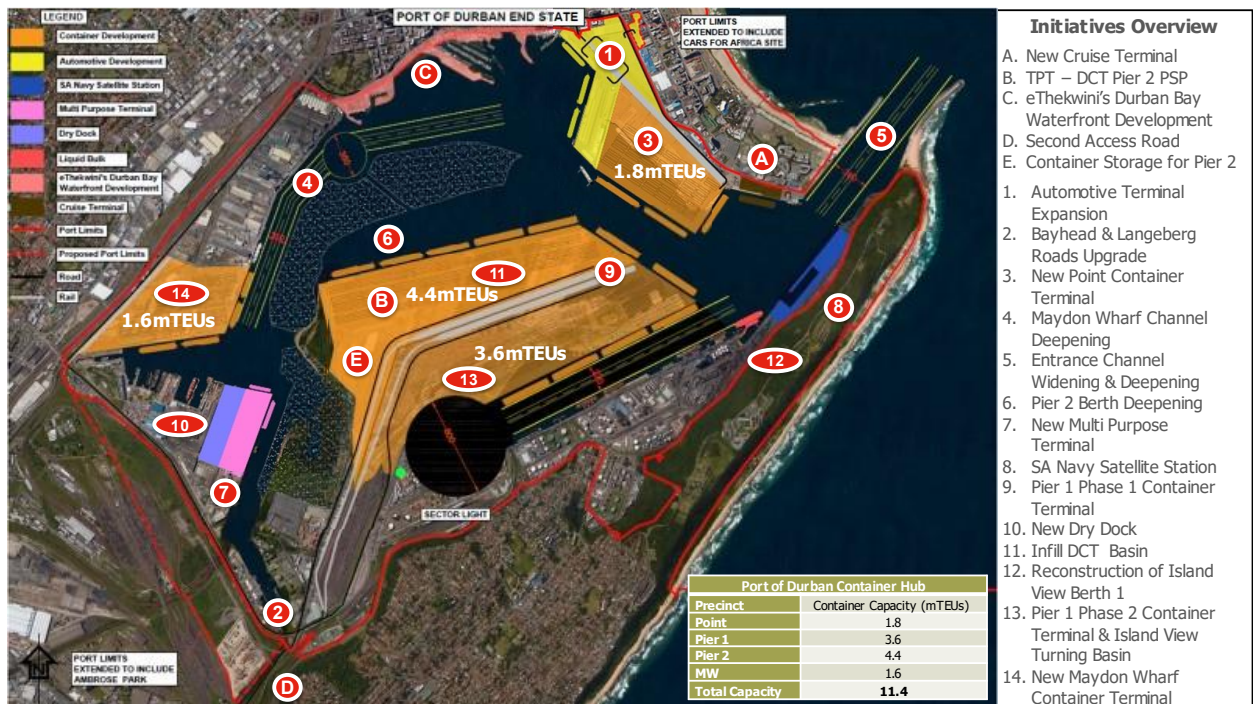 LEGEND
Container Development
Automotive Development
SA Navy Satellite Station
Multi Purpose Terminal
Dry Dock
Liquid Bulk
eThekwini's Durban Bay
Waterfront Development
Cruise Terminal
Port Limits
Proposed Port Limits
Road
Rail
PORT OF DURBAN END STATE
PORT LIMITS
EXTENDED TO INCLUDE
CARS FOR AFRICA SITE
1
C
5
3
A
1.8mTEUs
4
6
11
9
14
B
4.4mTEUs
8
1.6mTEUs
E
3.6mTEUs
12
13
10
7
SECTOR LIGHT
2
D
N
PORT LIMITS
EXTENDED TO INCLUDE
AMBROSE PARK
Port of Durban Container Hub
Precinct Container Capacity (mTEUs)
Point 1.8
Pier 1 3.6
Pier 2 4.4
MW 1.6
Total Capacity 11.4
Initiatives Overview
A. New Cruise Terminal
B. TPT – DCT Pier 2 PSP
C. eThekwini's Durban Bay
Waterfront Development
D. Second Access Road
E. Container Storage for Pier 2
1. Automotive Terminal
Expansion
2. Bayhead & Langeberg
Roads Upgrade
3. New Point Container
Terminal
4. Maydon Wharf Channel
Deepening
5. Entrance Channel
Widening & Deepening
6. Pier 2 Berth Deepening
7. New Multi Purpose
Terminal
8. SA Navy Satellite Station
9. Pier 1 Phase 1 Container
Terminal
10. New Dry Dock
11. Infill DCT Basin
12. Reconstruction of Island
View Berth 1
13. Pier 1 Phase 2 Container
Terminal & Island View
Turning Basin
14. New Maydon Wharf
Container Terminal